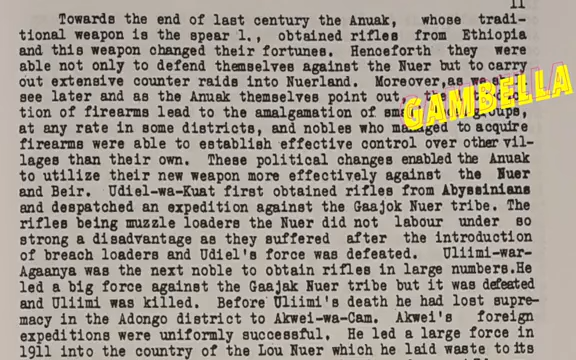 11
Towards the end of last century the Anuak, whose tradi-
tional weapon is the spear 1., obtained rifles from Ethiopia
and this weapon changed their fortunes. Henceforth they were
able not only to defend themselves against the Nuer but to carry
out extensive counter raids into Nuerland. Moreover, as we
see later and as the Anuak themselves point out
tion of firearms lead to the amalgamation of groups,
GAMBELLA
at any rate in some districts, and nobles who managed to acquire
firearms were able to establish effective control over other vil-
lages than their own. These political changes enabled the Anuak
to utilize their new weapon more effectively against the Nuer
and Beir. Udiel-wa-Kuat first obtained rifles from Abyssinians
and despatched an expedition against the Gaajok Nuer tribe. The
rifles being muzzle loaders the Nuer did not labour under so
strong a disadvantage as they suffered after the introduction
of breach loaders and Udiel's force was defeated. Uliimi-war-
Agaanya was the next noble to obtain rifles in large numbers.He
led a big force against the Gaajak Nuer tribe but it was defeated
and Uliimi was killed. Before Uliimi's death he had lost supre-
macy in the Adongo district to Akwei-wa-Cam. Akwei's foreign
expeditions were uniformly successful. He led a large force in
1911 into the country of the Lou Nuer which he laid waste to its